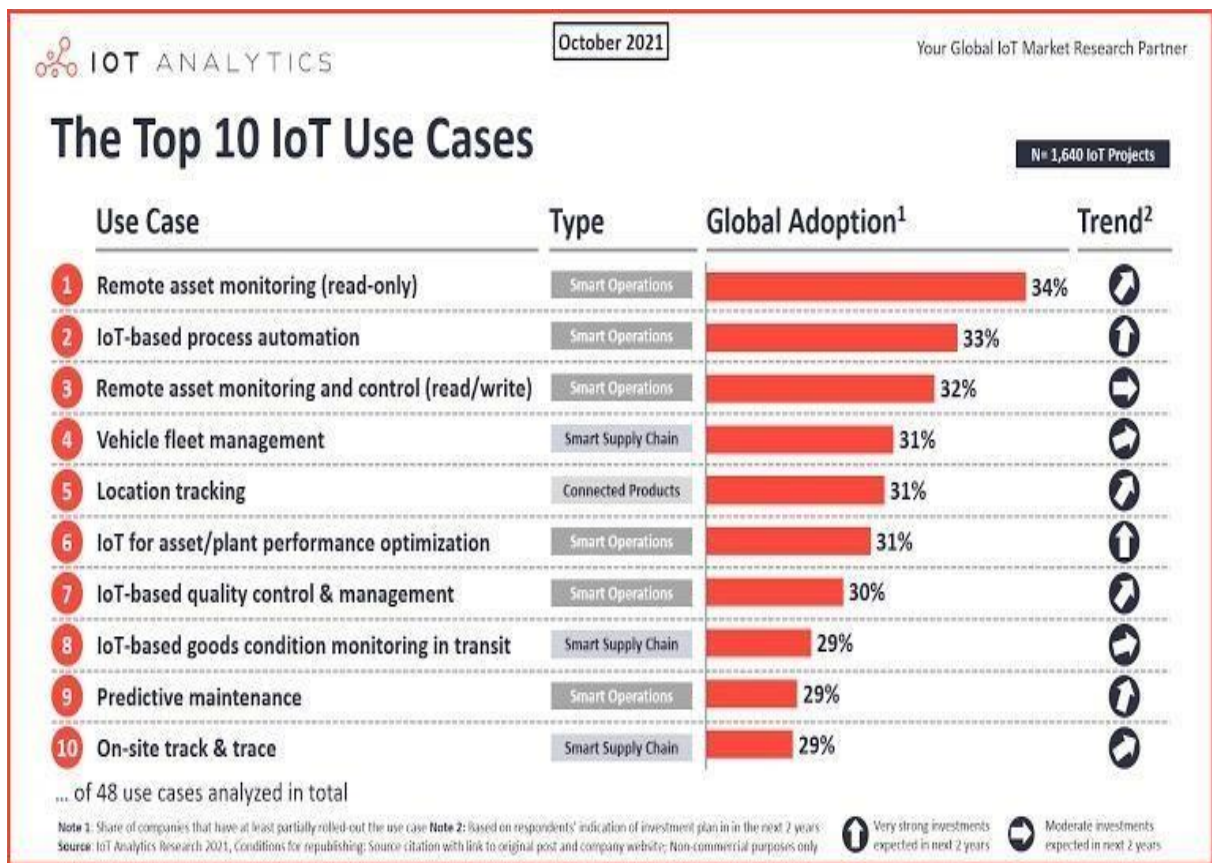 October 2021
IOT ANALYTICS
Your Global IoT Market Research Partner
The Top 10 IoT Use Cases
N= 1,640 IoT Projects
Use Case Type Global Adoption1 Trend2
1 Remote asset monitoring (read-only) Smart Operations 34%
2 IoT-based process automation Smart Operations 33%
3 Remote asset monitoring and control (read/write) Smart Operations 32%
4 Vehicle fleet management Smart Supply Chain 31%
5 Location tracking Connected Products 31%
6 IoT for asset/plant performance optimization Smart Operations 31%
7 IoT-based quality control & management Smart Operations 30%
8 IoT-based goods condition monitoring in transit Smart Supply Chain 29%
9 Predictive maintenance Smart Operations 29%
10 On-site track & trace Smart Supply Chain 29%
... of 48 use cases analyzed in total
Note 1: Share of companies that have at least partially rolled-out the use case Note 2: Based on respondents' indication of investment plan in in the next 2 years
Source: IoT Analytics Research 2021, Conditions for republishing: Source citation with link to original post and company website; Non-commercial purposes only
Very strong investments
expected in next 2 years
Moderate investments
expected in next 2 years